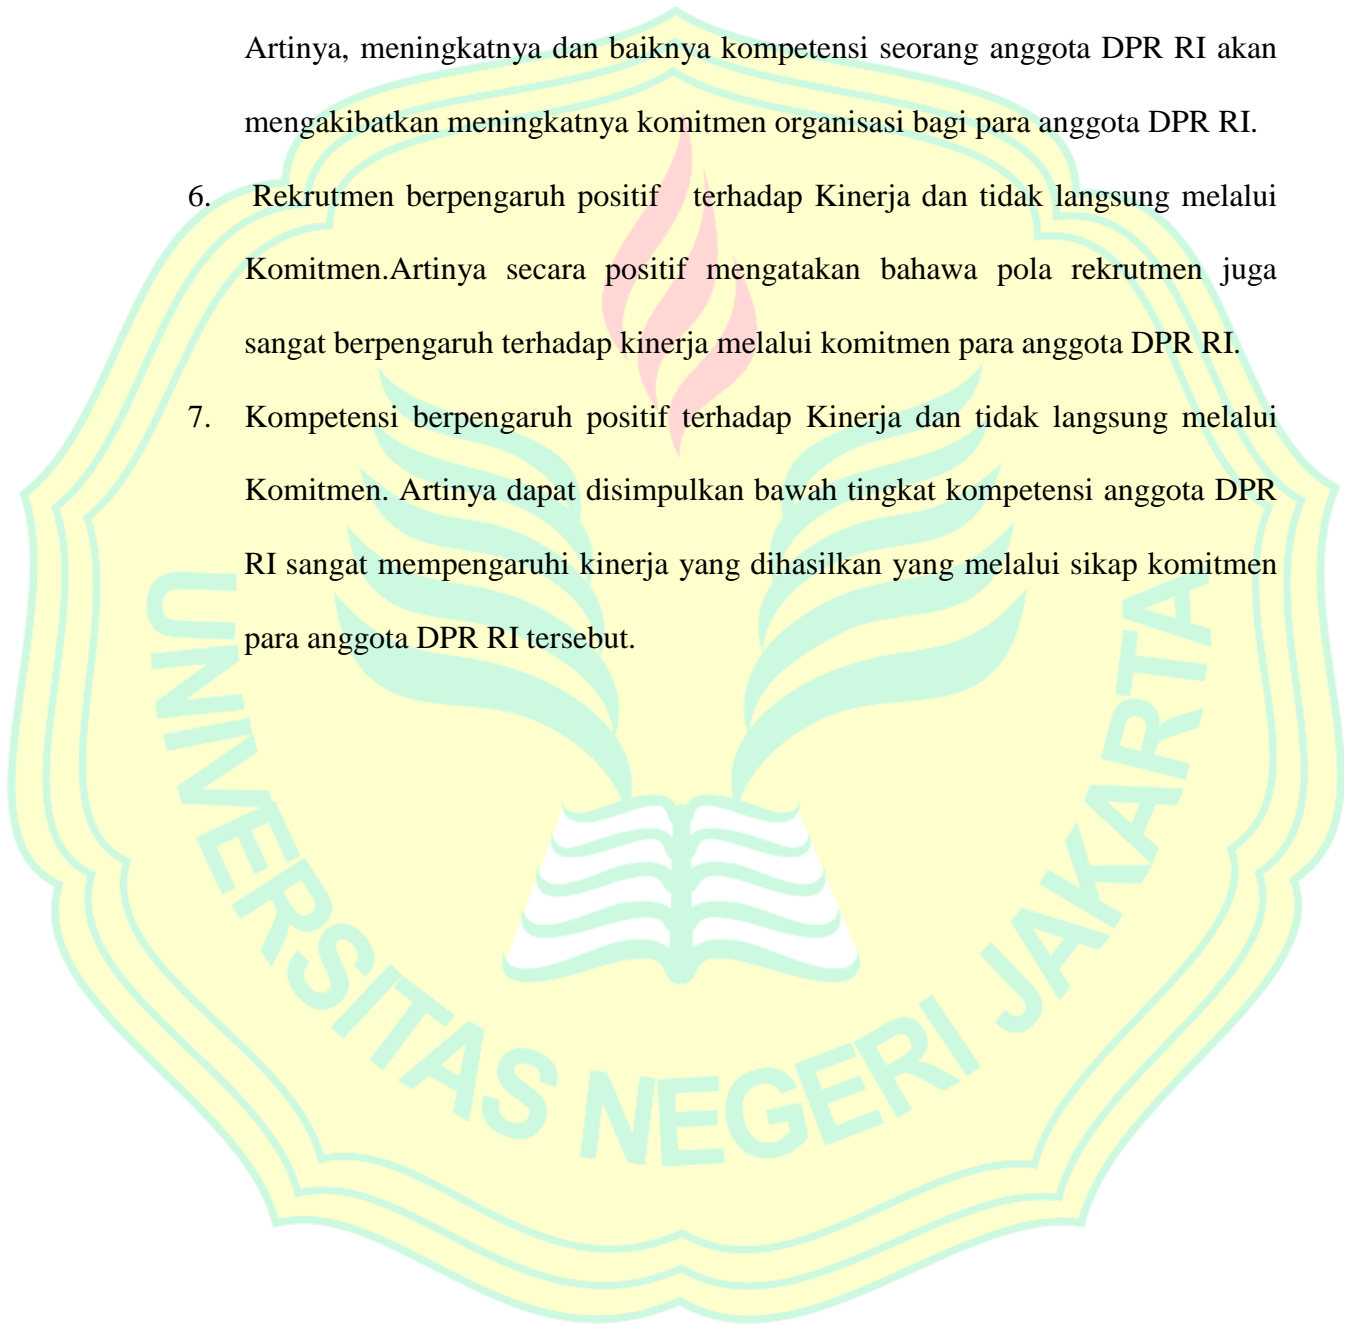 Artinya, meningkatnya dan baiknya kompetensi seorang anggota DPR RI akan
mengakibatkan meningkatnya komitmen organisasi bagi para anggota DPR RI.
6. Rekrutmen berpengaruh positif terhadap Kinerja dan tidak langsung melalui
Komitmen.Artinya secara positif mengatakan bahawa pola rekrutmen juga
sangat berpengaruh terhadap kinerja melalui komitmen para anggota DPR RI.
7. Kompetensi berpengaruh positif terhadap Kinerja dan tidak langsung melalui
Komitmen. Artinya dapat disimpulkan bawah tingkat kompetensi anggota DPR
RI sangat mempengaruhi kinerja yang dihasilkan yang melalui sikap komitmen
para anggota DPR RI tersebut.
UNIVERSITAS NEGERI JAKARTA